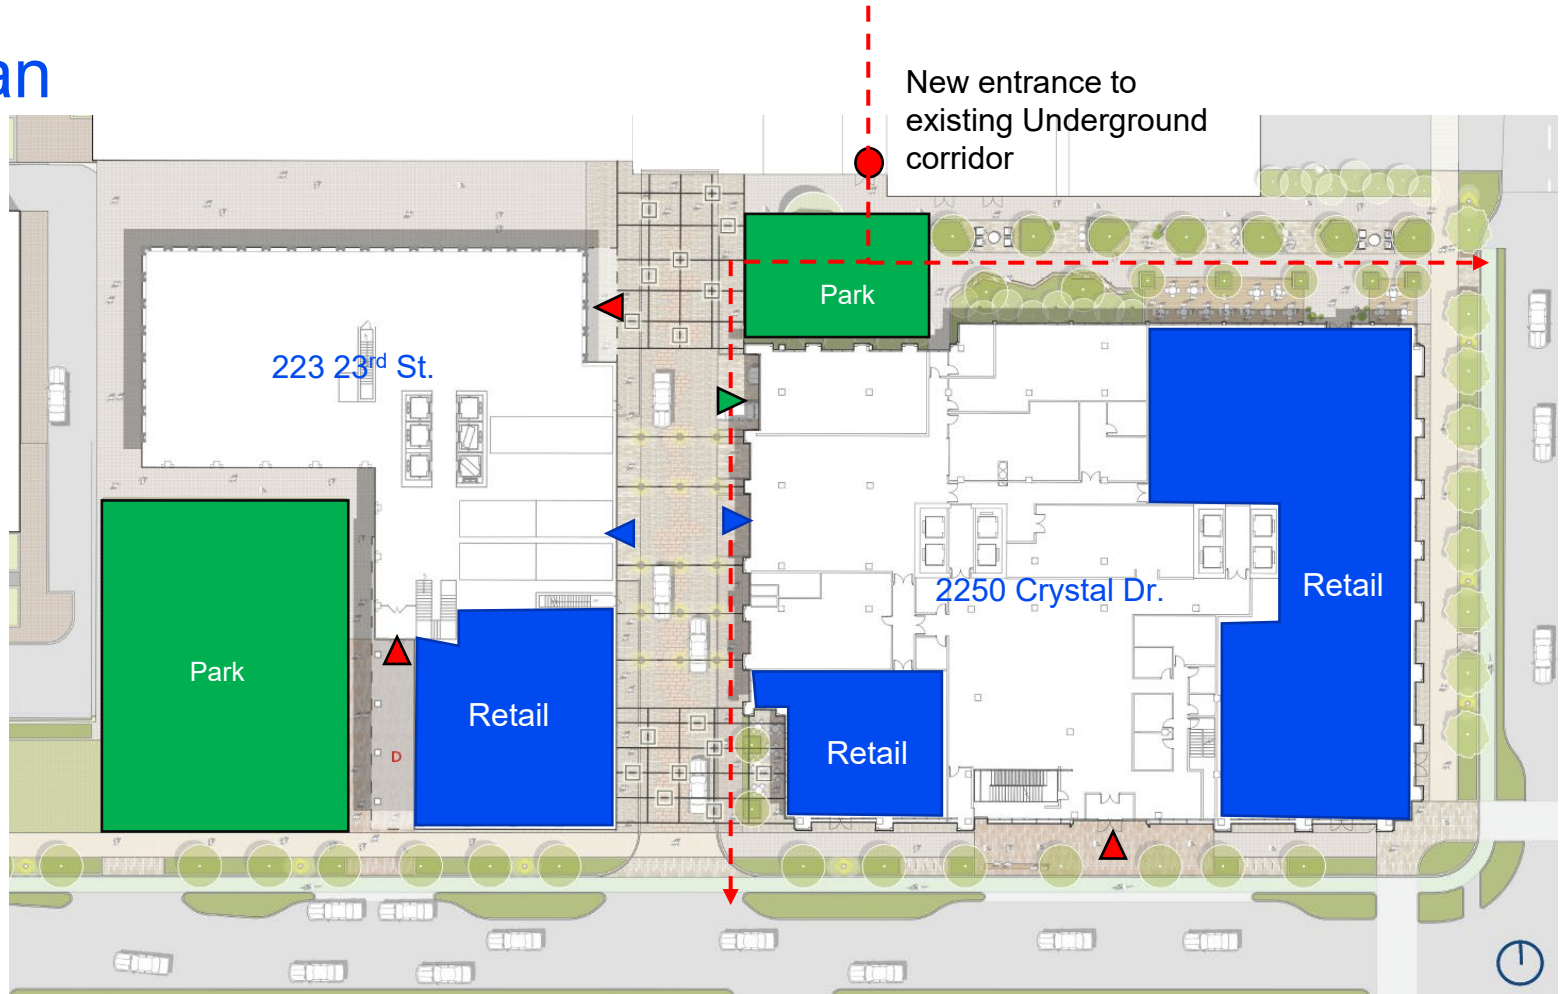 an
New entrance to
existing Underground
corridor
Park
223 23rd St.
2250 Crystal Dr.
Retail
Park
Retail
Retail
D